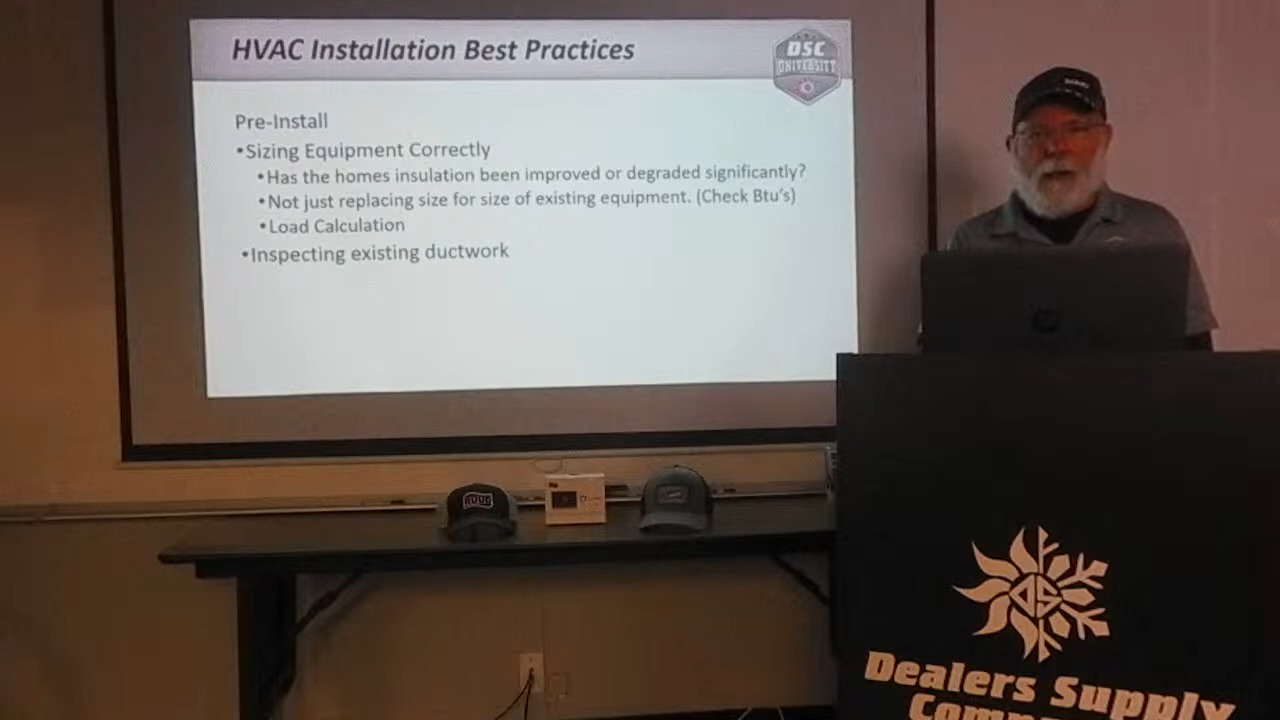 HVAC Installation Best Practices
DSC
UNIVERSITY
Pre-Install
•Sizing Equipment Correctly
•Has the homes insulation been improved or degraded significantly?
•Not just replacing size for size of existing equipment. (Check Btu's)
•Load Calculation
•Inspecting existing ductwork
RUUD
DS
Dealers Supply